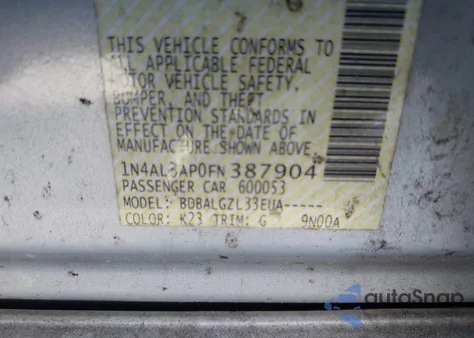 THIS VEHICLE CONFORMS TO
ALL APPLICABLE FEDERAL
MOTOR VEHICLE SAFETY,
BUMPER, AND THEFT
PREVENTION STANDARDS IN
EFFECT ON THE DATE OF
MANUFACTURE SHOWN ABOVE
1N4AL3AP0FN387904
PASSENGER CAR 600053
MODEL: BDBALGZL33EUA-----
COLOR: K23 TRIM: G 9N00A
autoSnap